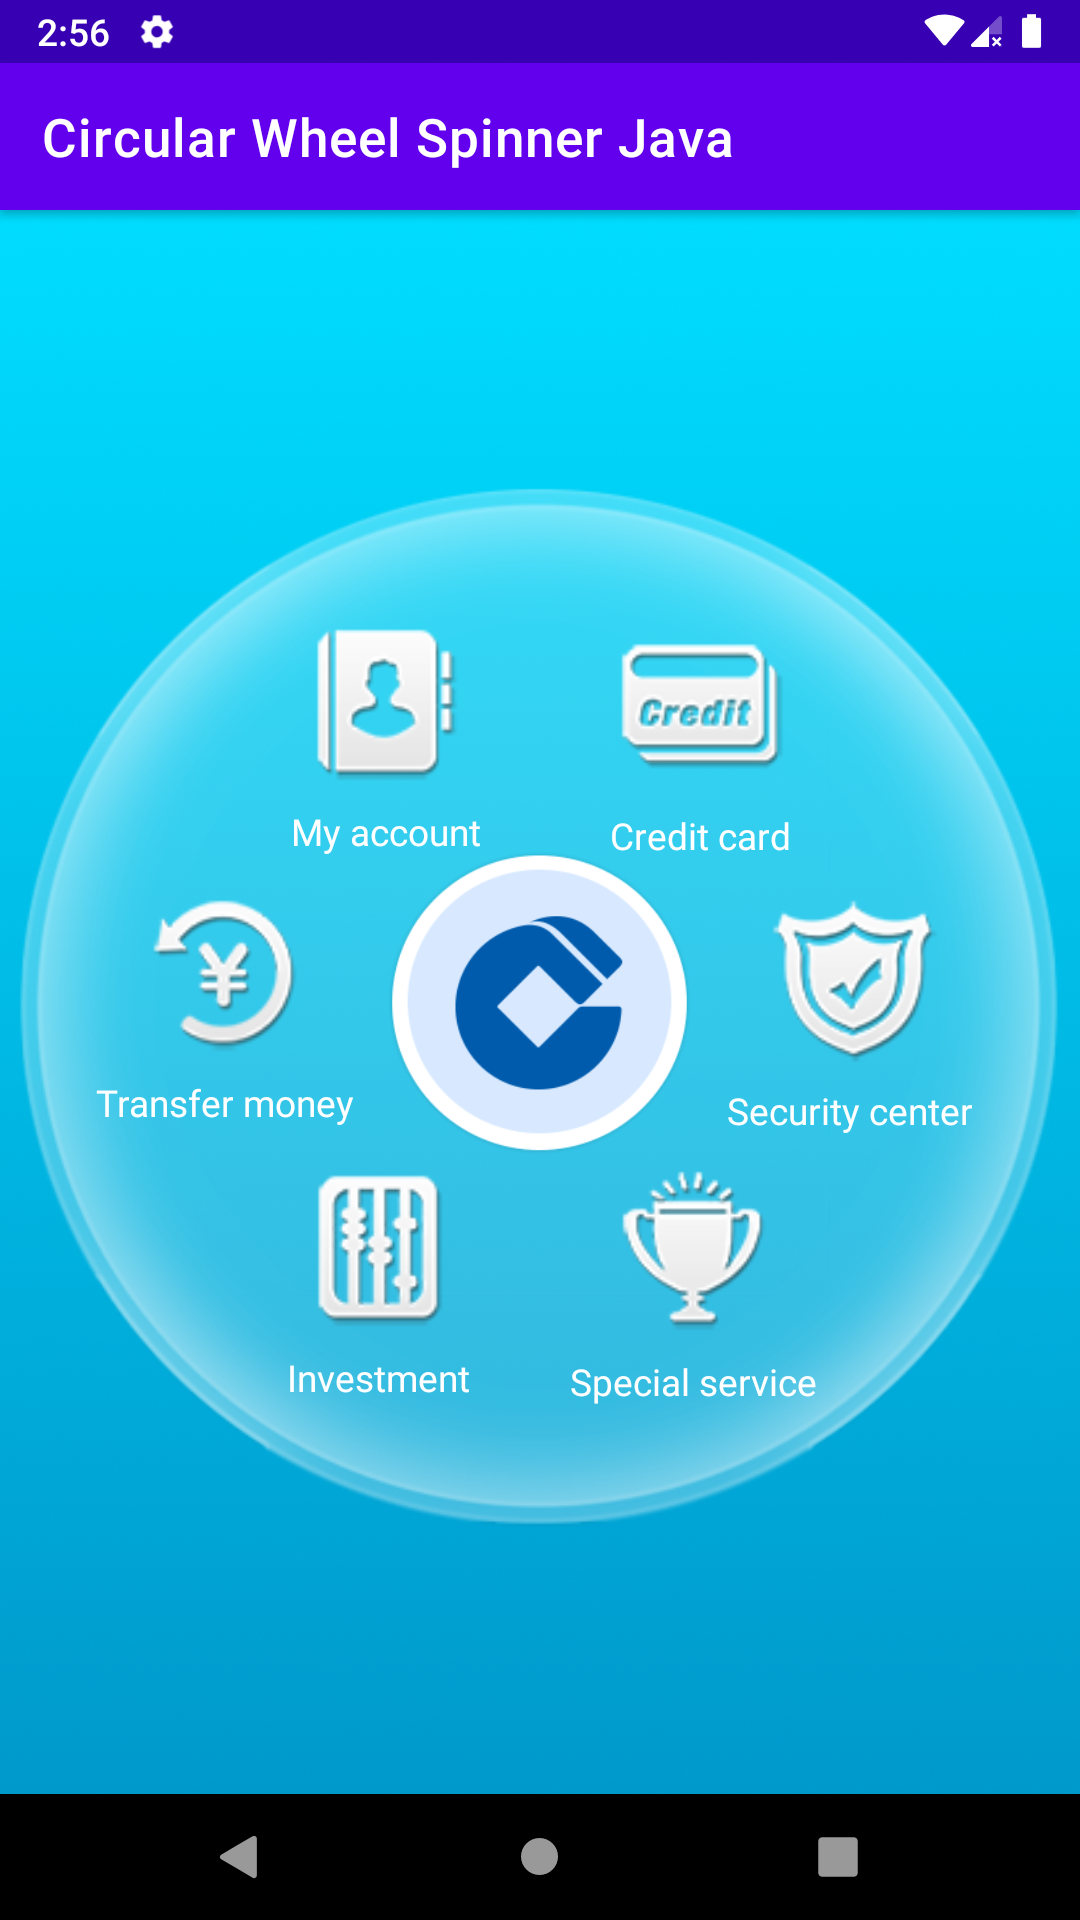 2:56
Circular Wheel Spinner Java
Credit
My account
Credit card
¥
Transfer money
Security center
Investment
Special service